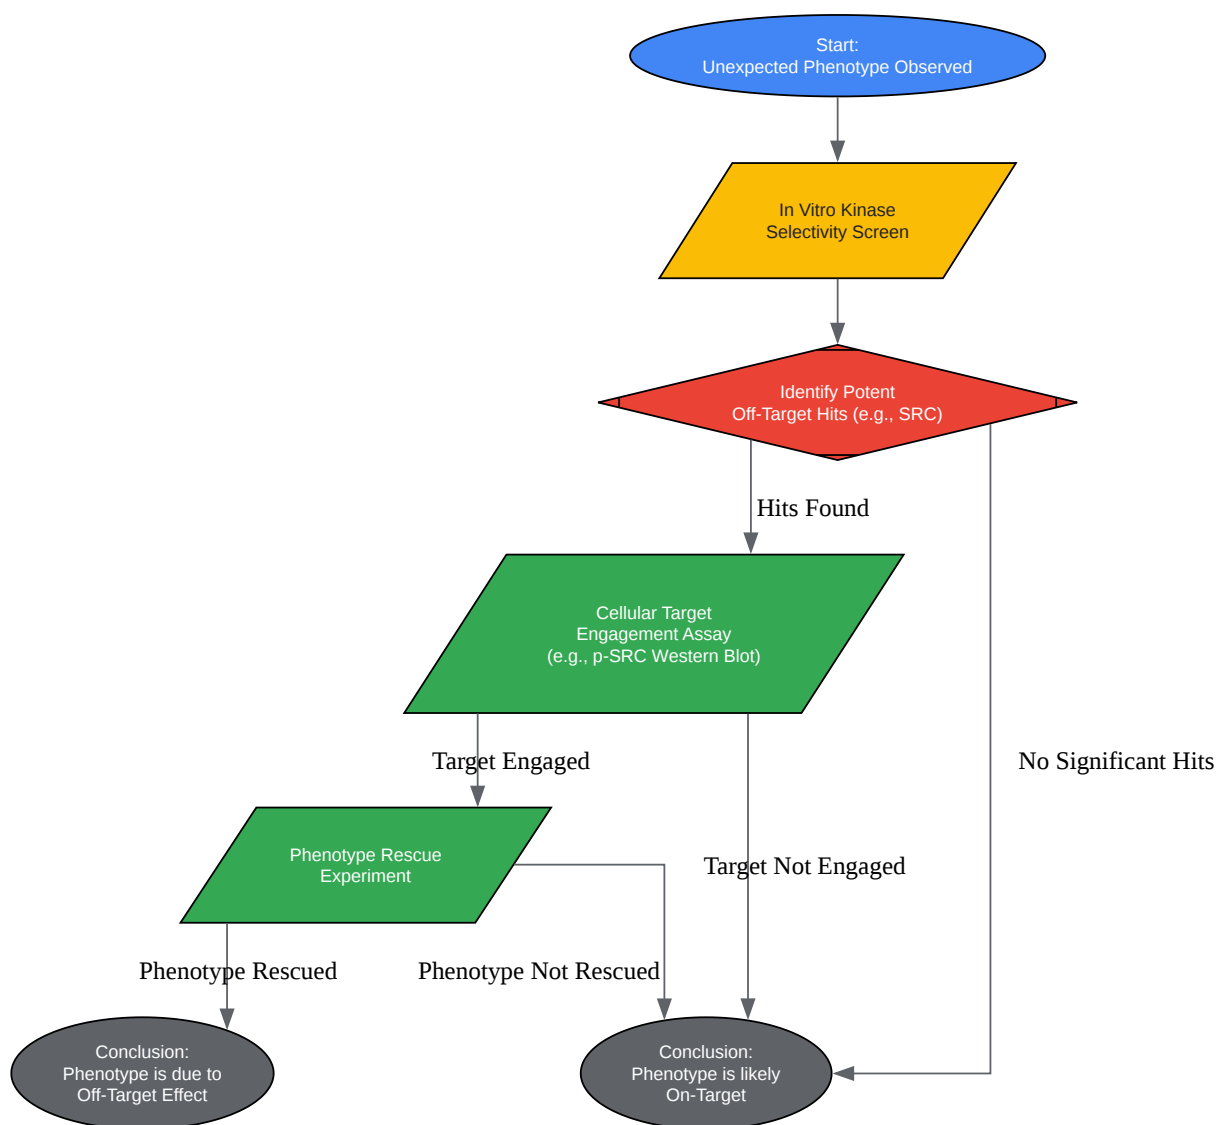 Start:
Unexpected Phenotype Observed
In Vitro Kinase
Selectivity Screen
Identify Potent
Off-Target Hits (e.g., SRC)
Hits Found
Cellular Target
Engagement Assay
(e.g., p-SRC Western Blot)
Target Engaged
No Significant Hits
Phenotype Rescue
Experiment
Target Not Engaged
Phenotype Rescued
Phenotype Not Rescued
Conclusion:
Phenotype is due to
Off-Target Effect
Conclusion:
Phenotype is likely
On-Target